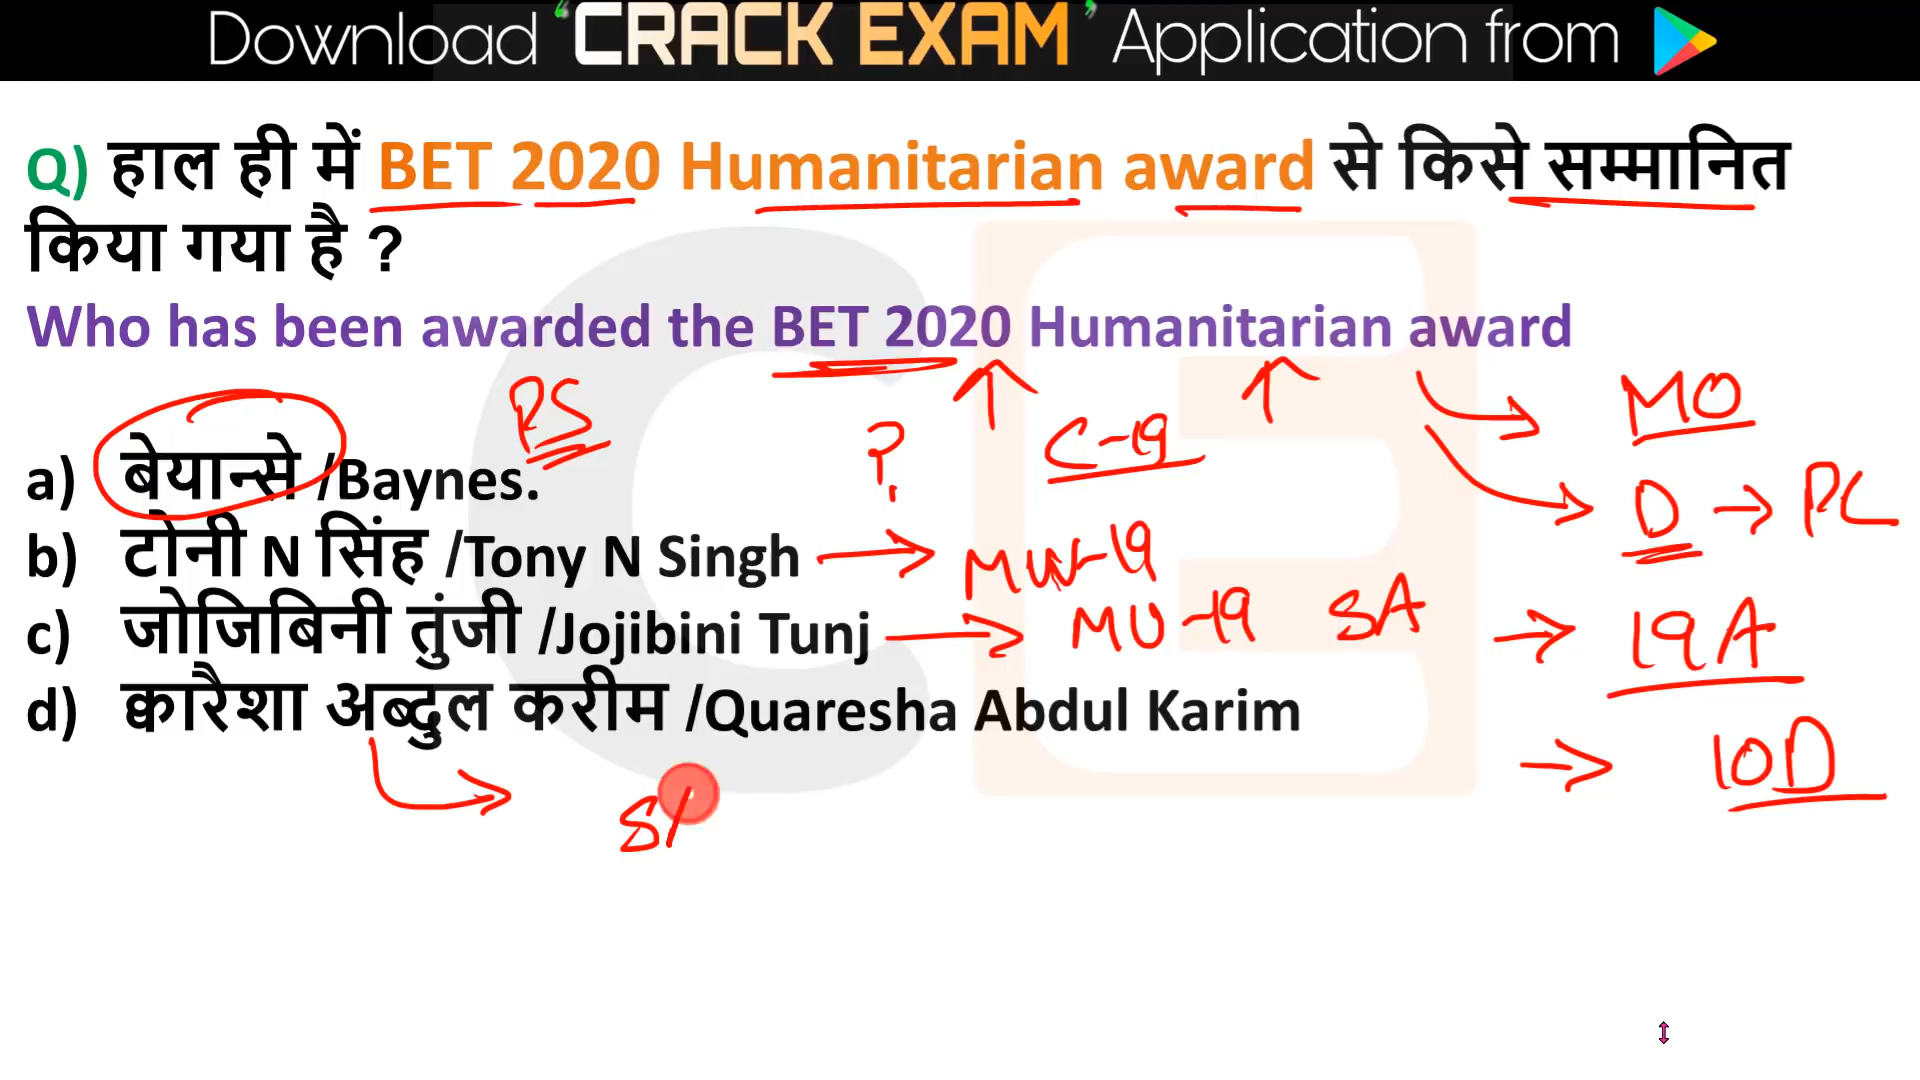 Download 'CRACK EXAM' Application from
Q) हाल ही में BET 2020 Humanitarian award से किसे सम्मानित
किया गया है ?
Who has been awarded the BET 2020 Humanitarian award
MO
PS
? C-19
a) बेयान्से /Baynes.
D → PC
b) टोनी N सिंह /Tony N Singh → MW-19
c) जोजिबिनी तुंजी /Jojibini Tunj → MU-19 SA → 19A
d) क्वारैशा अब्दुल करीम /Quaresha Abdul Karim
→ 10D